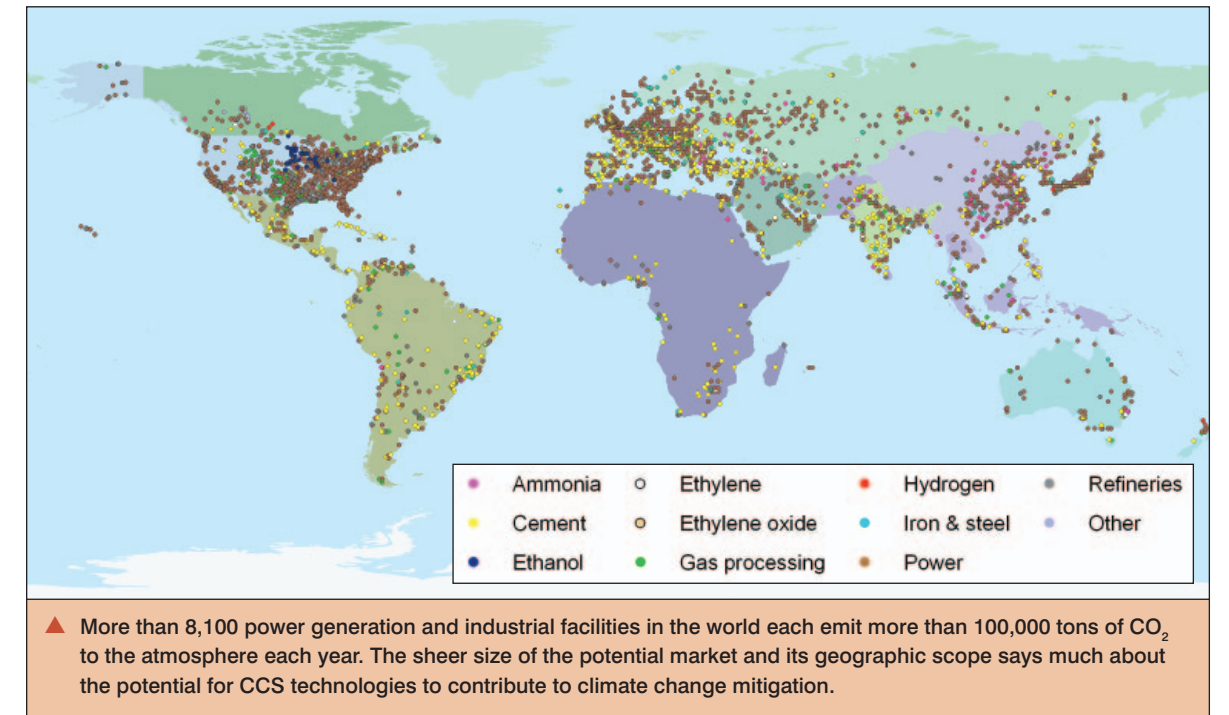 Ammonia Ethylene Hydrogen Refineries
Cement Ethylene oxide Iron & steel Other
Ethanol Gas processing Power
More than 8,100 power generation and industrial facilities in the world each emit more than 100,000 tons of CO₂
to the atmosphere each year. The sheer size of the potential market and its geographic scope says much about
the potential for CCS technologies to contribute to climate change mitigation.